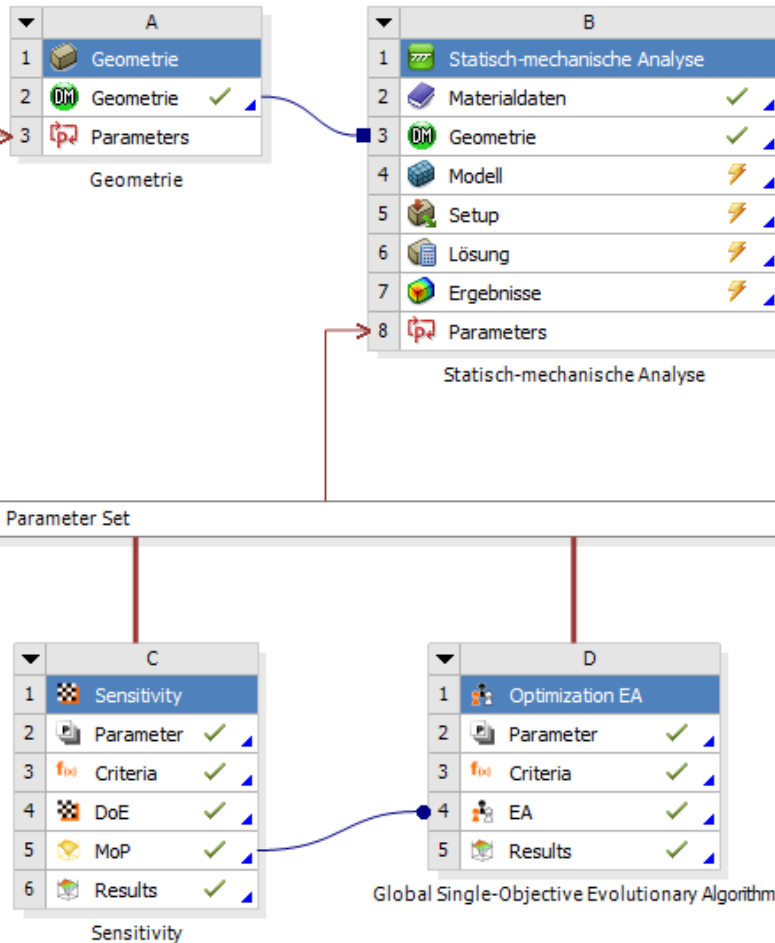 A
1 Geometrie
2 DM Geometrie
3 Parameters
Geometrie
B
1 Statisch-mechanische Analyse
2 Materialdaten
3 DM Geometrie
4 Modell
5 Setup
6 Lösung
7 Ergebnisse
8 Parameters
Statisch-mechanische Analyse
Parameter Set
C
1 Sensitivity
2 P Parameter
3 f(x) Criteria
4 DoE
5 MoP
6 Results
Sensitivity
D
1 Optimization EA
2 P Parameter
3 f(x) Criteria
4 EA
5 Results
Global Single-Objective Evolutionary Algorithm